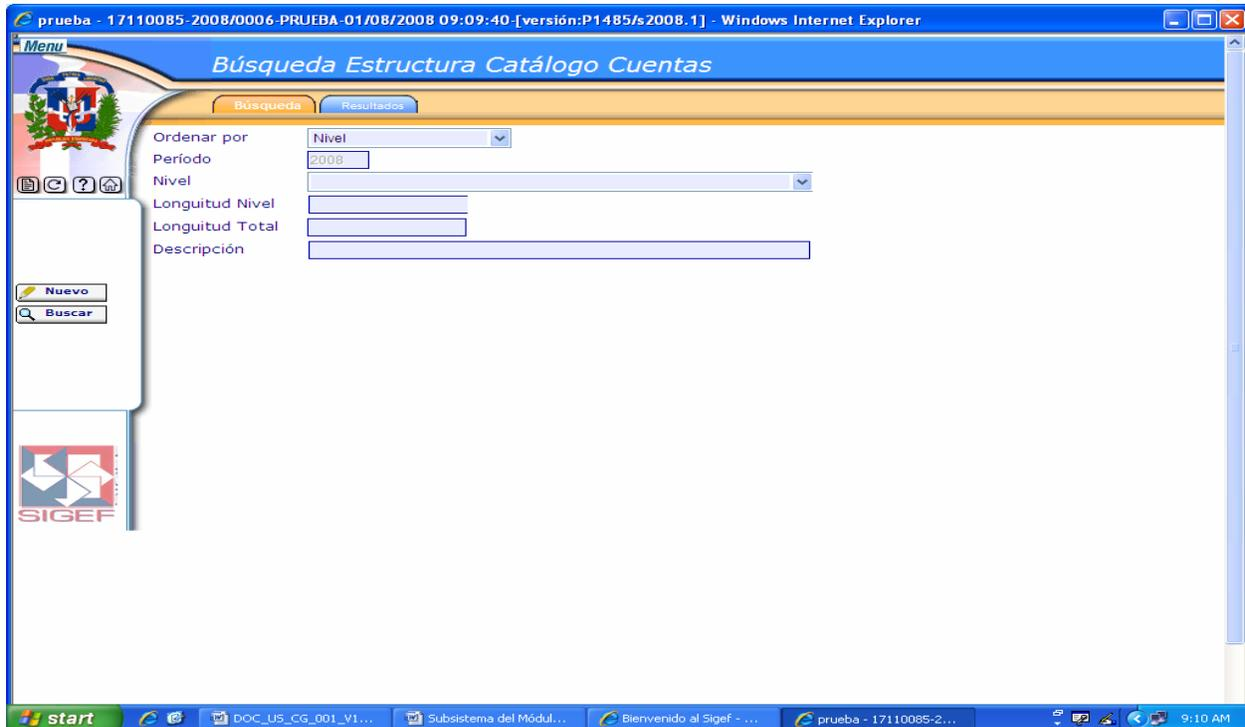 prueba - 17110085-2008/0006-PRUEBA-01/08/2008 09:09:40-[versión:P1485/s2008.1] - Windows Internet Explorer
Menu
Búsqueda Estructura Catálogo Cuentas
Búsqueda Resultados
Ordenar por Nivel
Período 2008
Nivel
Longuitud Nivel
Longuitud Total
Descripción
Nuevo
Buscar
SIGEF
start DOC_US_CG_001_V1... Subsistema del Módul... Bienvenido al Sigef - ... prueba - 17110085-2... 9:10 AM